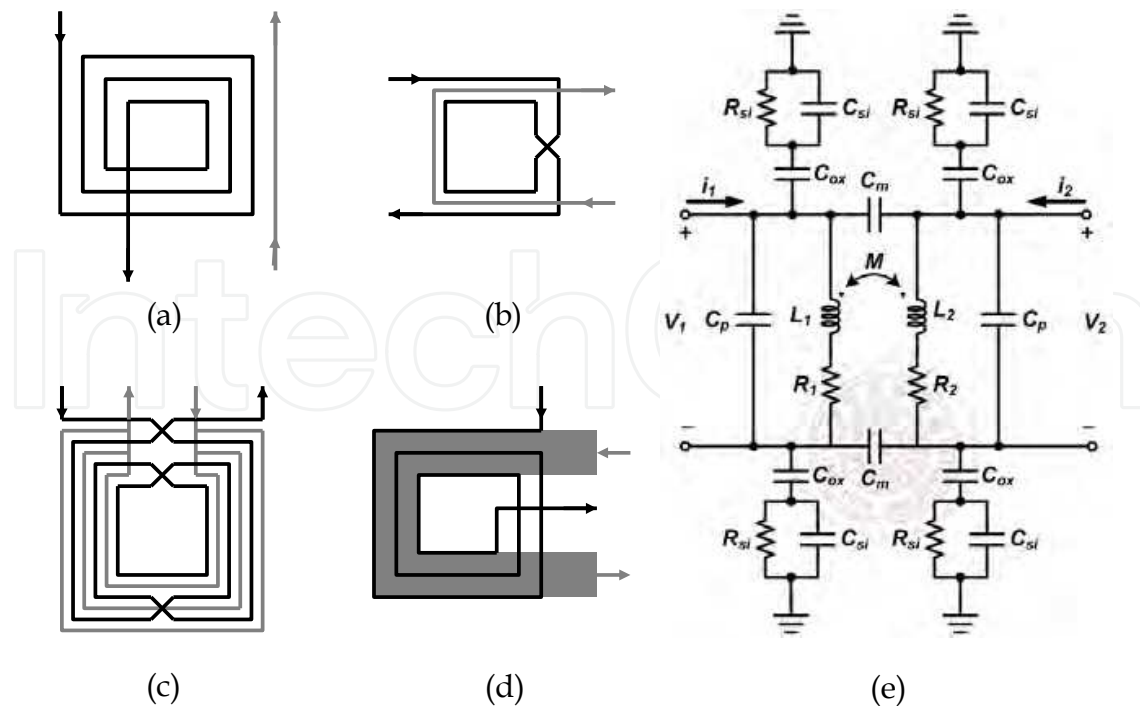 R_si C_si R_si C_si
C_ox C_m C_ox
i_1 i_2
+ +
M
(a) (b)
V_1 C_p L_1 L_2 C_p V_2
R_1 R_2
− −
C_ox C_m C_ox
R_si C_si R_si C_si
(c) (d) (e)
IntechO